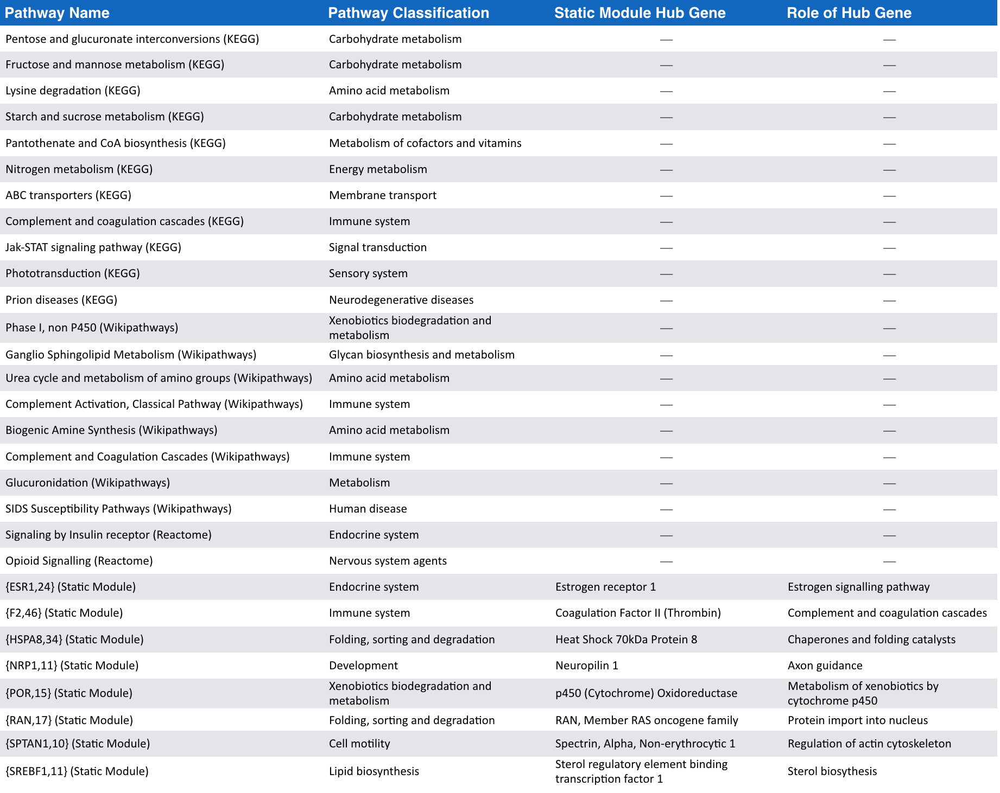 Pathway Name Pathway Classification Static Module Hub Gene Role of Hub Gene
Pentose and glucuronate interconversions (KEGG) Carbohydrate metabolism — —
Fructose and mannose metabolism (KEGG) Carbohydrate metabolism — —
Lysine degradation (KEGG) Amino acid metabolism — —
Starch and sucrose metabolism (KEGG) Carbohydrate metabolism — —
Pantothenate and CoA biosynthesis (KEGG) Metabolism of cofactors and vitamins — —
Nitrogen metabolism (KEGG) Energy metabolism — —
ABC transporters (KEGG) Membrane transport — —
Complement and coagulation cascades (KEGG) Immune system — —
Jak-STAT signaling pathway (KEGG) Signal transduction — —
Phototransduction (KEGG) Sensory system — —
Prion diseases (KEGG) Neurodegenerative diseases — —
Phase I, non P450 (Wikipathways) Xenobiotics biodegradation and
metabolism — —
Ganglio Sphingolipid Metabolism (Wikipathways) Glycan biosynthesis and metabolism — —
Urea cycle and metabolism of amino groups (Wikipathways) Amino acid metabolism — —
Complement Activation, Classical Pathway (Wikipathways) Immune system — —
Biogenic Amine Synthesis (Wikipathways) Amino acid metabolism — —
Complement and Coagulation Cascades (Wikipathways) Immune system — —
Glucuronidation (Wikipathways) Metabolism — —
SIDS Susceptibility Pathways (Wikipathways) Human disease — —
Signaling by Insulin receptor (Reactome) Endocrine system — —
Opioid Signalling (Reactome) Nervous system agents — —
{ESR1,24} (Static Module) Endocrine system Estrogen receptor 1 Estrogen signalling pathway
{F2,46} (Static Module) Immune system Coagulation Factor II (Thrombin) Complement and coagulation cascades
{HSPA8,34} (Static Module) Folding, sorting and degradation Heat Shock 70kDa Protein 8 Chaperones and folding catalysts
{NRP1,11} (Static Module) Development Neuropilin 1 Axon guidance
{POR,15} (Static Module) Xenobiotics biodegradation and
metabolism p450 (Cytochrome) Oxidoreductase Metabolism of xenobiotics by
cytochrome p450
{RAN,17} (Static Module) Folding, sorting and degradation RAN, Member RAS oncogene family Protein import into nucleus
{SPTAN1,10} (Static Module) Cell motility Spectrin, Alpha, Non-erythrocytic 1 Regulation of actin cytoskeleton
{SREBF1,11} (Static Module) Lipid biosynthesis Sterol regulatory element binding
transcription factor 1 Sterol biosythesis